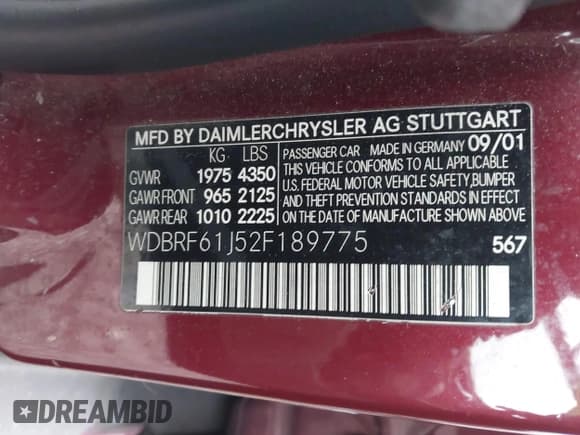 MFD BY DAIMLERCHRYSLER AG STUTTGART
KG LBS
GVWR 1975 4350
GAWR FRONT 965 2125
GAWR REAR 1010 2225
PASSENGER CAR MADE IN GERMANY 09/01
THIS VEHICLE CONFORMS TO ALL APPLICABLE
U.S. FEDERAL MOTOR VEHICLE SAFETY,BUMPER
AND THEFT PREVENTION STANDARDS IN EFFECT
ON THE DATE OF MANUFACTURE SHOWN ABOVE.
WDBRF61J52F189775
567
DREAMBID